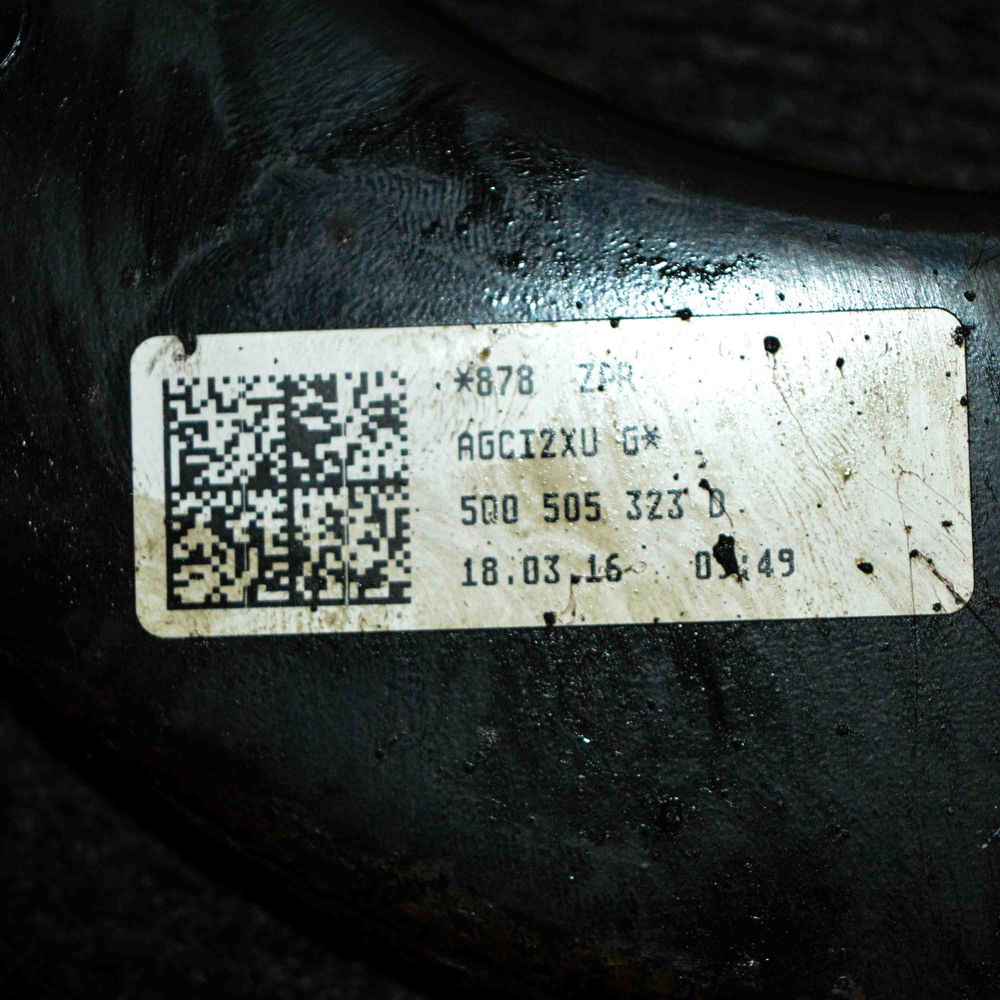 *878 ZPR
AGCI2XU G*
5Q0 505 323 D
18.03.16